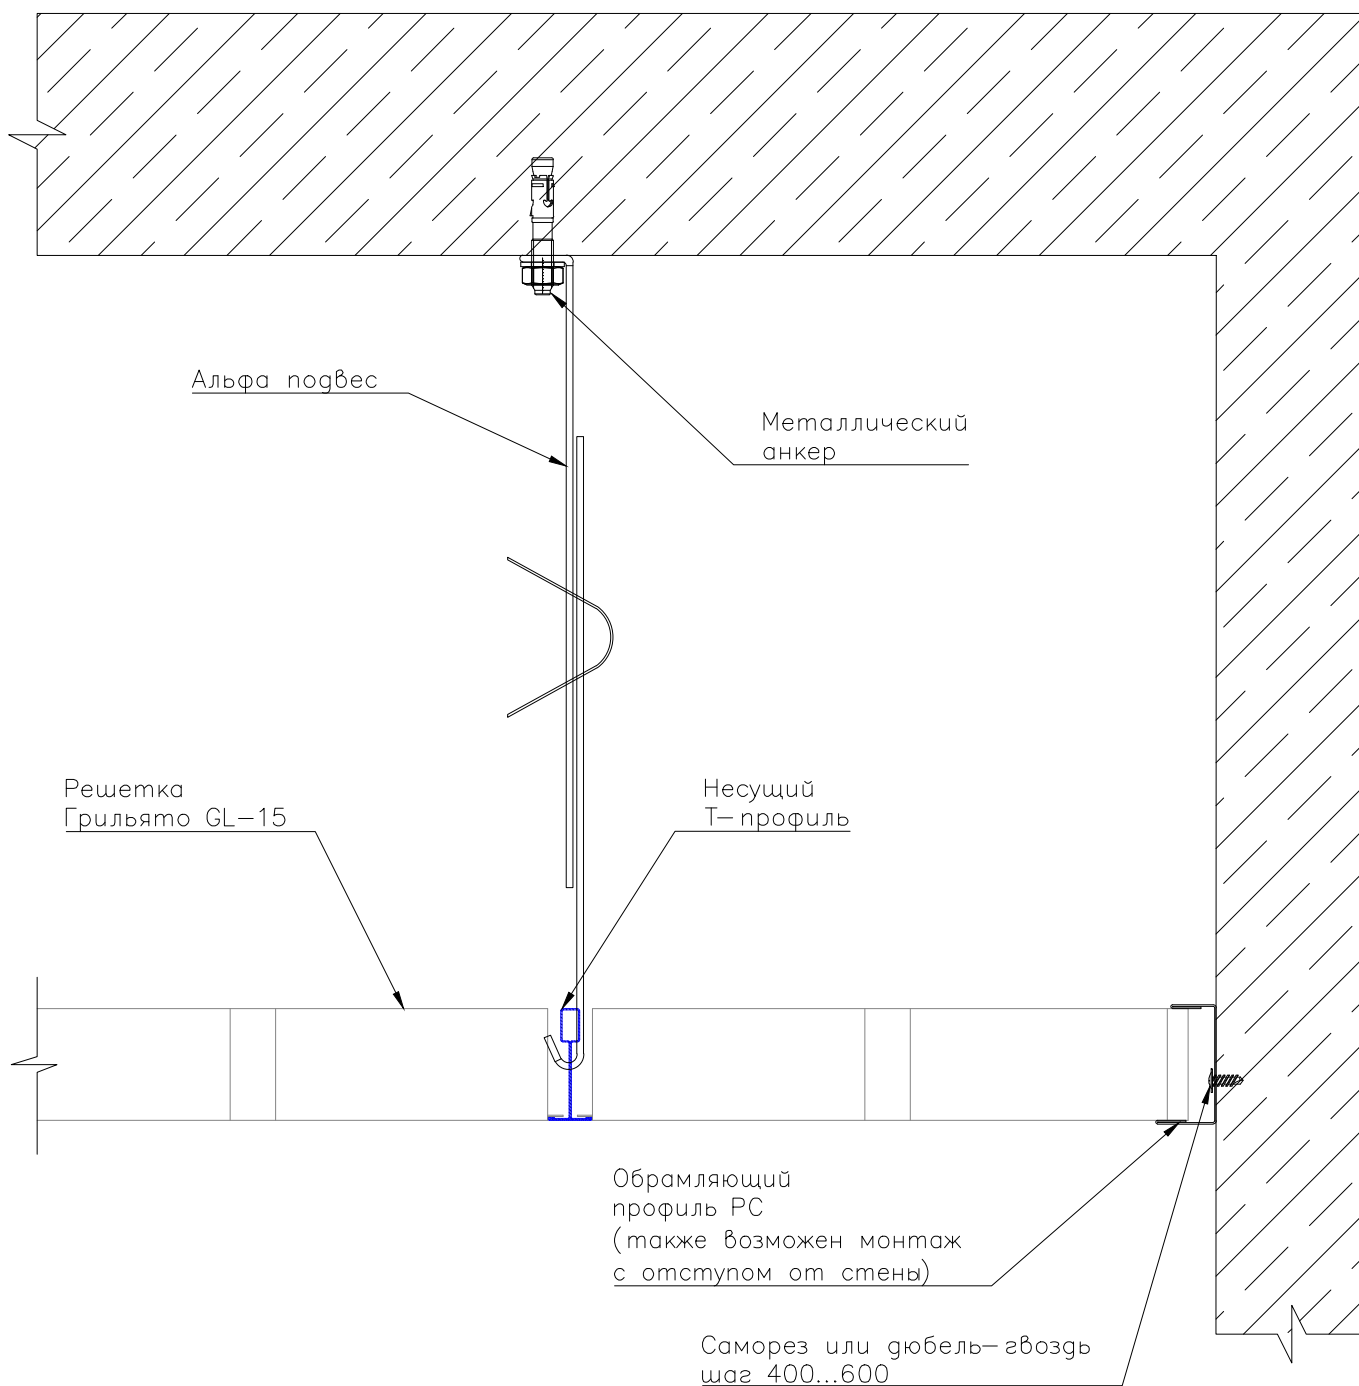 Альфа подвес
Металлический
анкер
Решетка
Грильято GL-15
Несущий
Т-профиль
Обрамляющий
профиль PC
(также возможен монтаж
с отступом от стены)
Саморез или дюбель-гвоздь
шаг 400...600